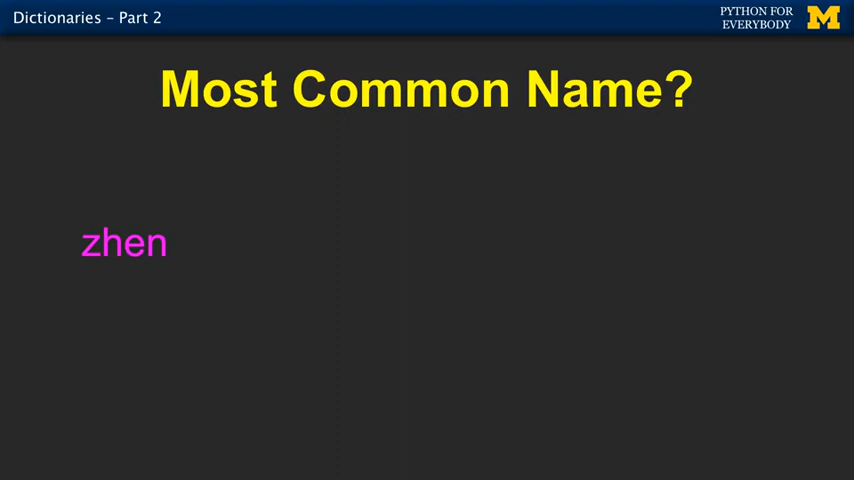 Dictionaries – Part 2
PYTHON FOR
EVERYBODY
M
Most Common Name?
zhen